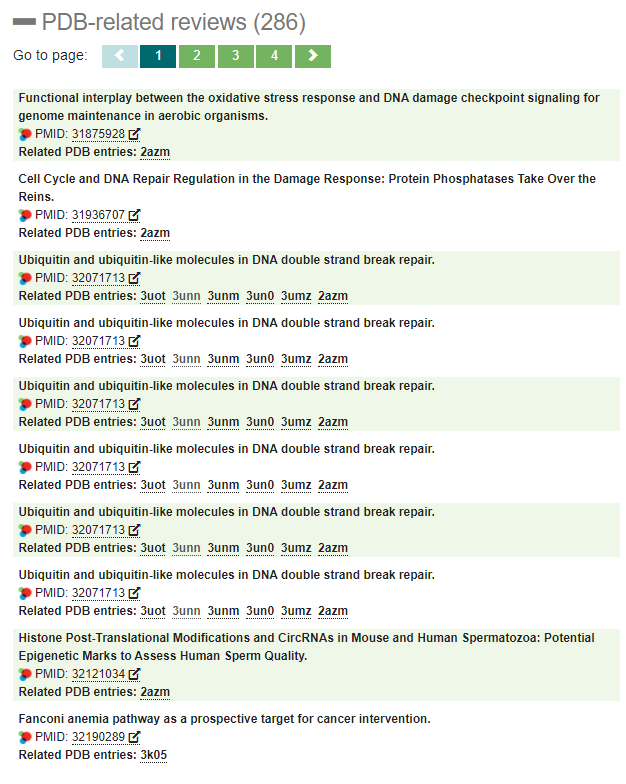 PDB-related reviews (286)
Go to page: 1 2 3 4
Functional interplay between the oxidative stress response and DNA damage checkpoint signaling for
genome maintenance in aerobic organisms.
PMID: 31875928
Related PDB entries: 2azm
Cell Cycle and DNA Repair Regulation in the Damage Response: Protein Phosphatases Take Over the
Reins.
PMID: 31936707
Related PDB entries: 2azm
Ubiquitin and ubiquitin-like molecules in DNA double strand break repair.
PMID: 32071713
Related PDB entries: 3uot 3unn 3unm 3un0 3umz 2azm
Ubiquitin and ubiquitin-like molecules in DNA double strand break repair.
PMID: 32071713
Related PDB entries: 3uot 3unn 3unm 3un0 3umz 2azm
Ubiquitin and ubiquitin-like molecules in DNA double strand break repair.
PMID: 32071713
Related PDB entries: 3uot 3unn 3unm 3un0 3umz 2azm
Ubiquitin and ubiquitin-like molecules in DNA double strand break repair.
PMID: 32071713
Related PDB entries: 3uot 3unn 3unm 3un0 3umz 2azm
Ubiquitin and ubiquitin-like molecules in DNA double strand break repair.
PMID: 32071713
Related PDB entries: 3uot 3unn 3unm 3un0 3umz 2azm
Ubiquitin and ubiquitin-like molecules in DNA double strand break repair.
PMID: 32071713
Related PDB entries: 3uot 3unn 3unm 3un0 3umz 2azm
Histone Post-Translational Modifications and CircRNAs in Mouse and Human Spermatozoa: Potential
Epigenetic Marks to Assess Human Sperm Quality.
PMID: 32121034
Related PDB entries: 2azm
Fanconi anemia pathway as a prospective target for cancer intervention.
PMID: 32190289
Related PDB entries: 3k05